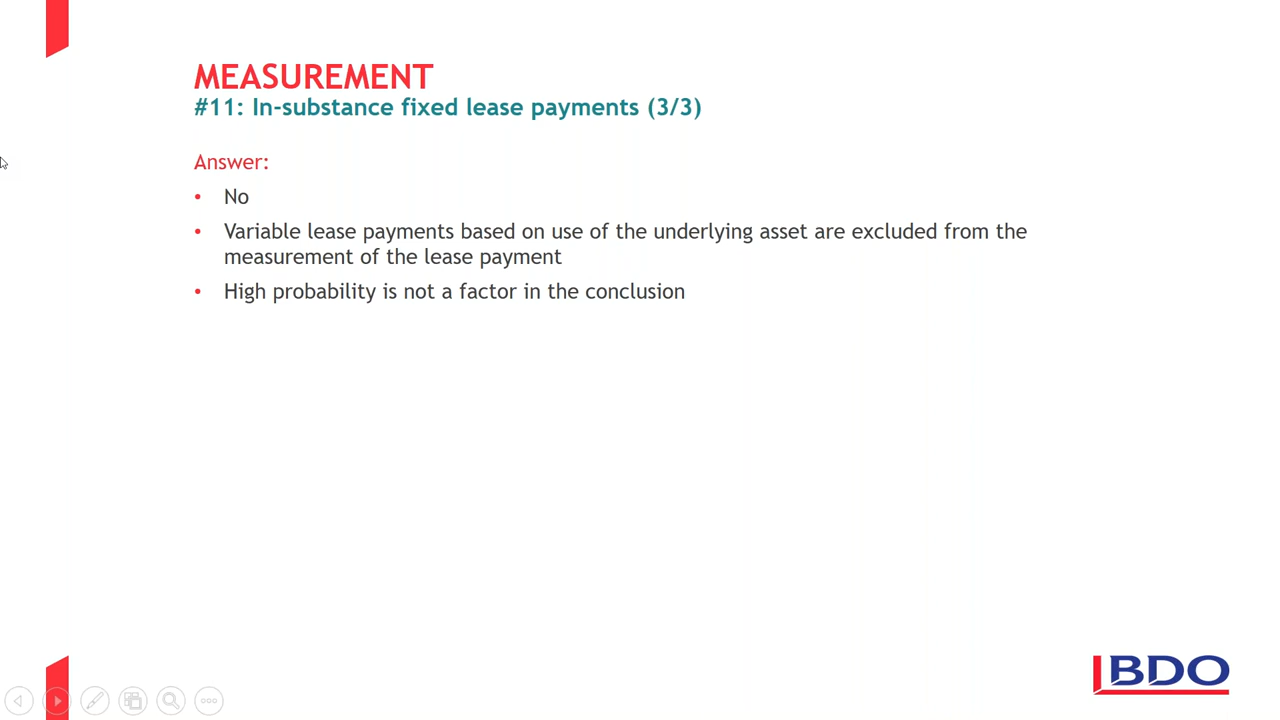 MEASUREMENT
#11: In-substance fixed lease payments (3/3)
Answer:
• No
• Variable lease payments based on use of the underlying asset are excluded from the
measurement of the lease payment
• High probability is not a factor in the conclusion
BDO